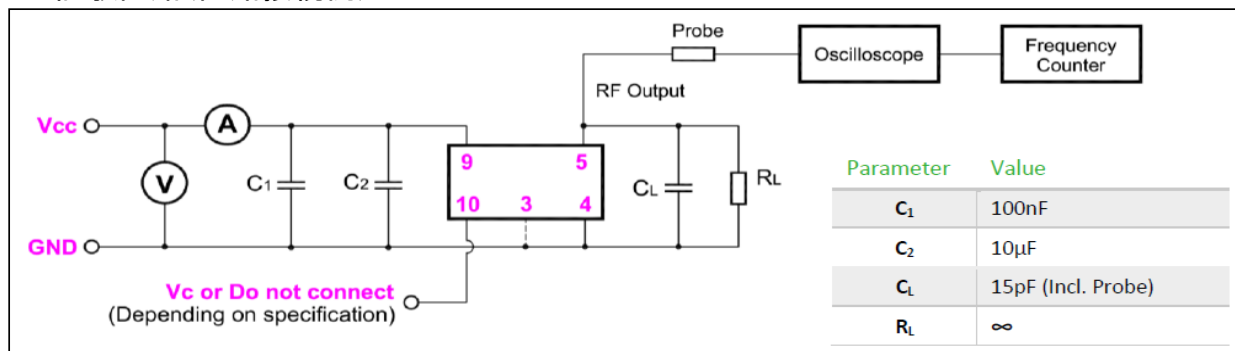 Probe
Oscilloscope
Frequency
Counter
RF Output
Vcc
A
V
C1
C2
9
5
10
3
4
CL
RL
GND
Vc or Do not connect
(Depending on specification)
Parameter Value
C1 100nF
C2 10µF
CL 15pF (Incl. Probe)
RL ∞